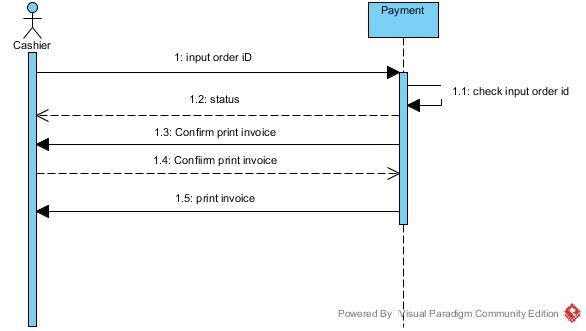 Payment
Cashier
1: input order iD
1.1: check input order id
1.2: status
1.3: Confirm print invoice
1.4: Confiirm print invoice
1.5: print invoice
Powered By Visual Paradigm Community Edition